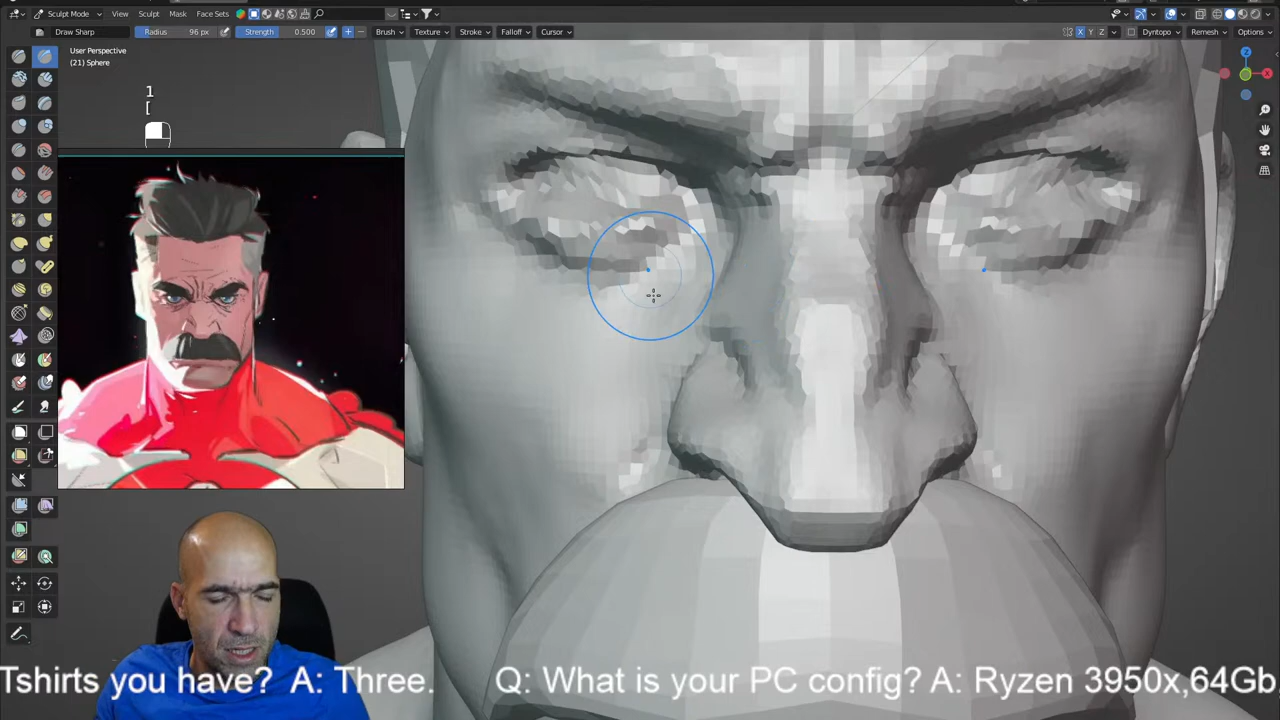 Sculpt Mode View Sculpt Mask Face Sets
Draw Sharp Radius 96 px Strength 0.500 Brush Texture Stroke Falloff Cursor X Y Z Dyntopo Remesh Options
User Perspective
(21) Sphere
Z
X
1
[
Tshirts you have? A: Three. Q: What is your PC config? A: Ryzen 3950x,64Gb